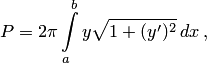 P = 2π ∫_a^b y√(1 + (y′)²) dx ,